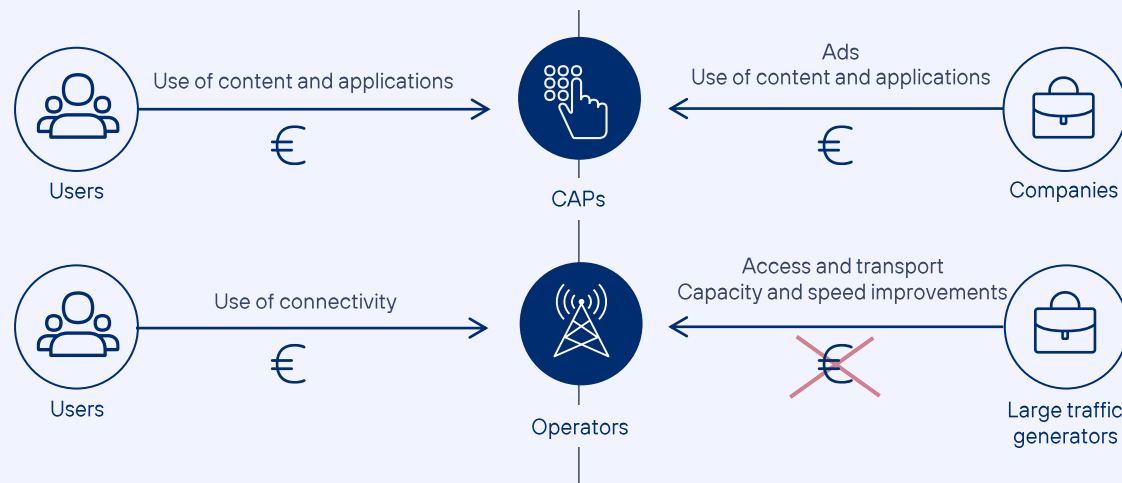 Ads
Use of content and applications
Use of content and applications
€
€
Users
CAPs
Companies
Access and transport
Use of connectivity
Capacity and speed improvements
€
€
Users
Operators
Large traffic
generators